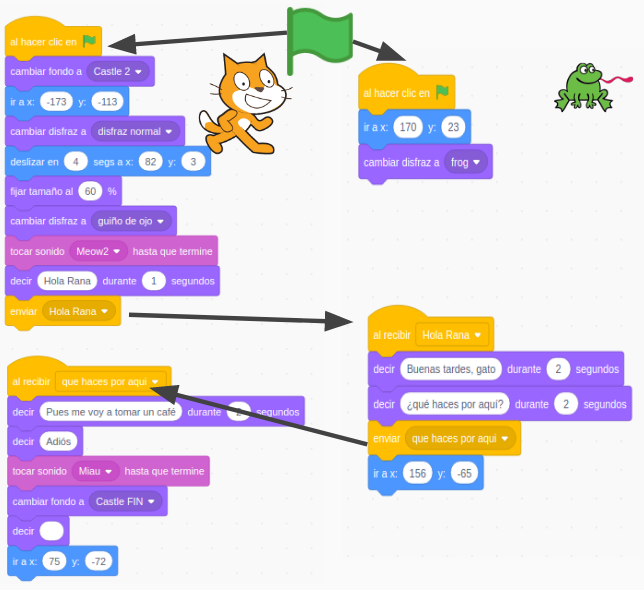 al hacer clic en
cambiar fondo a Castle 2
ir a x: -173 y: -113
cambiar disfraz a disfraz normal
deslizar en 4 segs a x: 82 y: 3
fijar tamaño al 60 %
cambiar disfraz a guiño de ojo
tocar sonido Meow2 hasta que termine
decir Hola Rana durante 1 segundos
enviar Hola Rana
al recibir que haces por aqui
decir Pues me voy a tomar un café durante 2 segundos
decir Adiós
tocar sonido Miau hasta que termine
cambiar fondo a Castle FIN
decir
ir a x: 75 y: -72
al hacer clic en
ir a x: 170 y: 23
cambiar disfraz a frog
al recibir Hola Rana
decir Buenas tardes, gato durante 2 segundos
decir ¿qué haces por aquí? durante 2 segundos
enviar que haces por aqui
ir a x: 156 y: -65